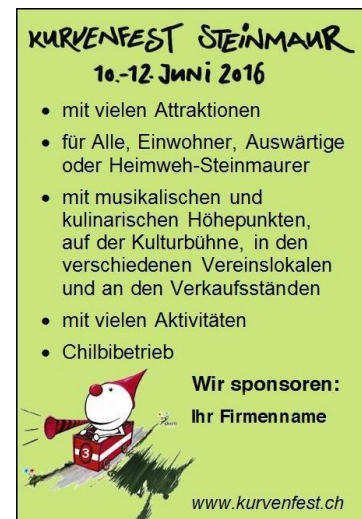 KURVENFEST STEINMAUR
10.-12. JUNI 2016
• mit vielen Attraktionen
• für Alle, Einwohner, Auswärtige
oder Heimweh-Steinmaurer
• mit musikalischen und
kulinarischen Höhepunkten,
auf der Kulturbühne, in den
verschiedenen Vereinslokalen
und an den Verkaufsständen
• mit vielen Aktivitäten
• Chilbibetrieb
Wir sponsoren:
Ihr Firmenname
3
www.kurvenfest.ch